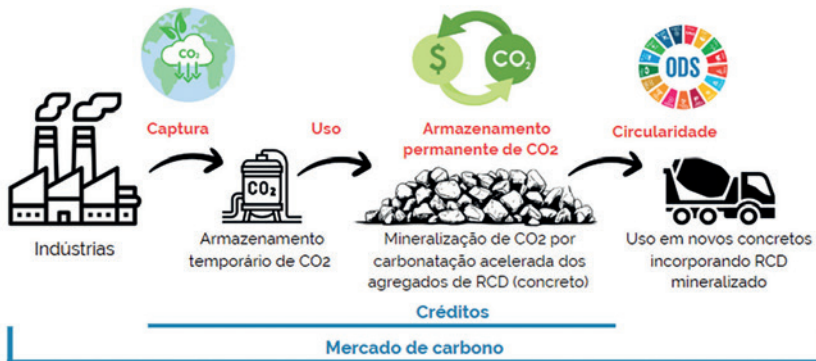 CO₂
$
CO₂
ODS
Captura
Uso
Armazenamento
permanente de CO2
Circularidade
CO₂
Indústrias
Armazenamento
temporário de CO2
Mineralização de CO2 por
carbonatação acelerada dos
agregados de RCD (concreto)
Uso em novos concretos
incorporando RCD
mineralizado
Créditos
Mercado de carbono